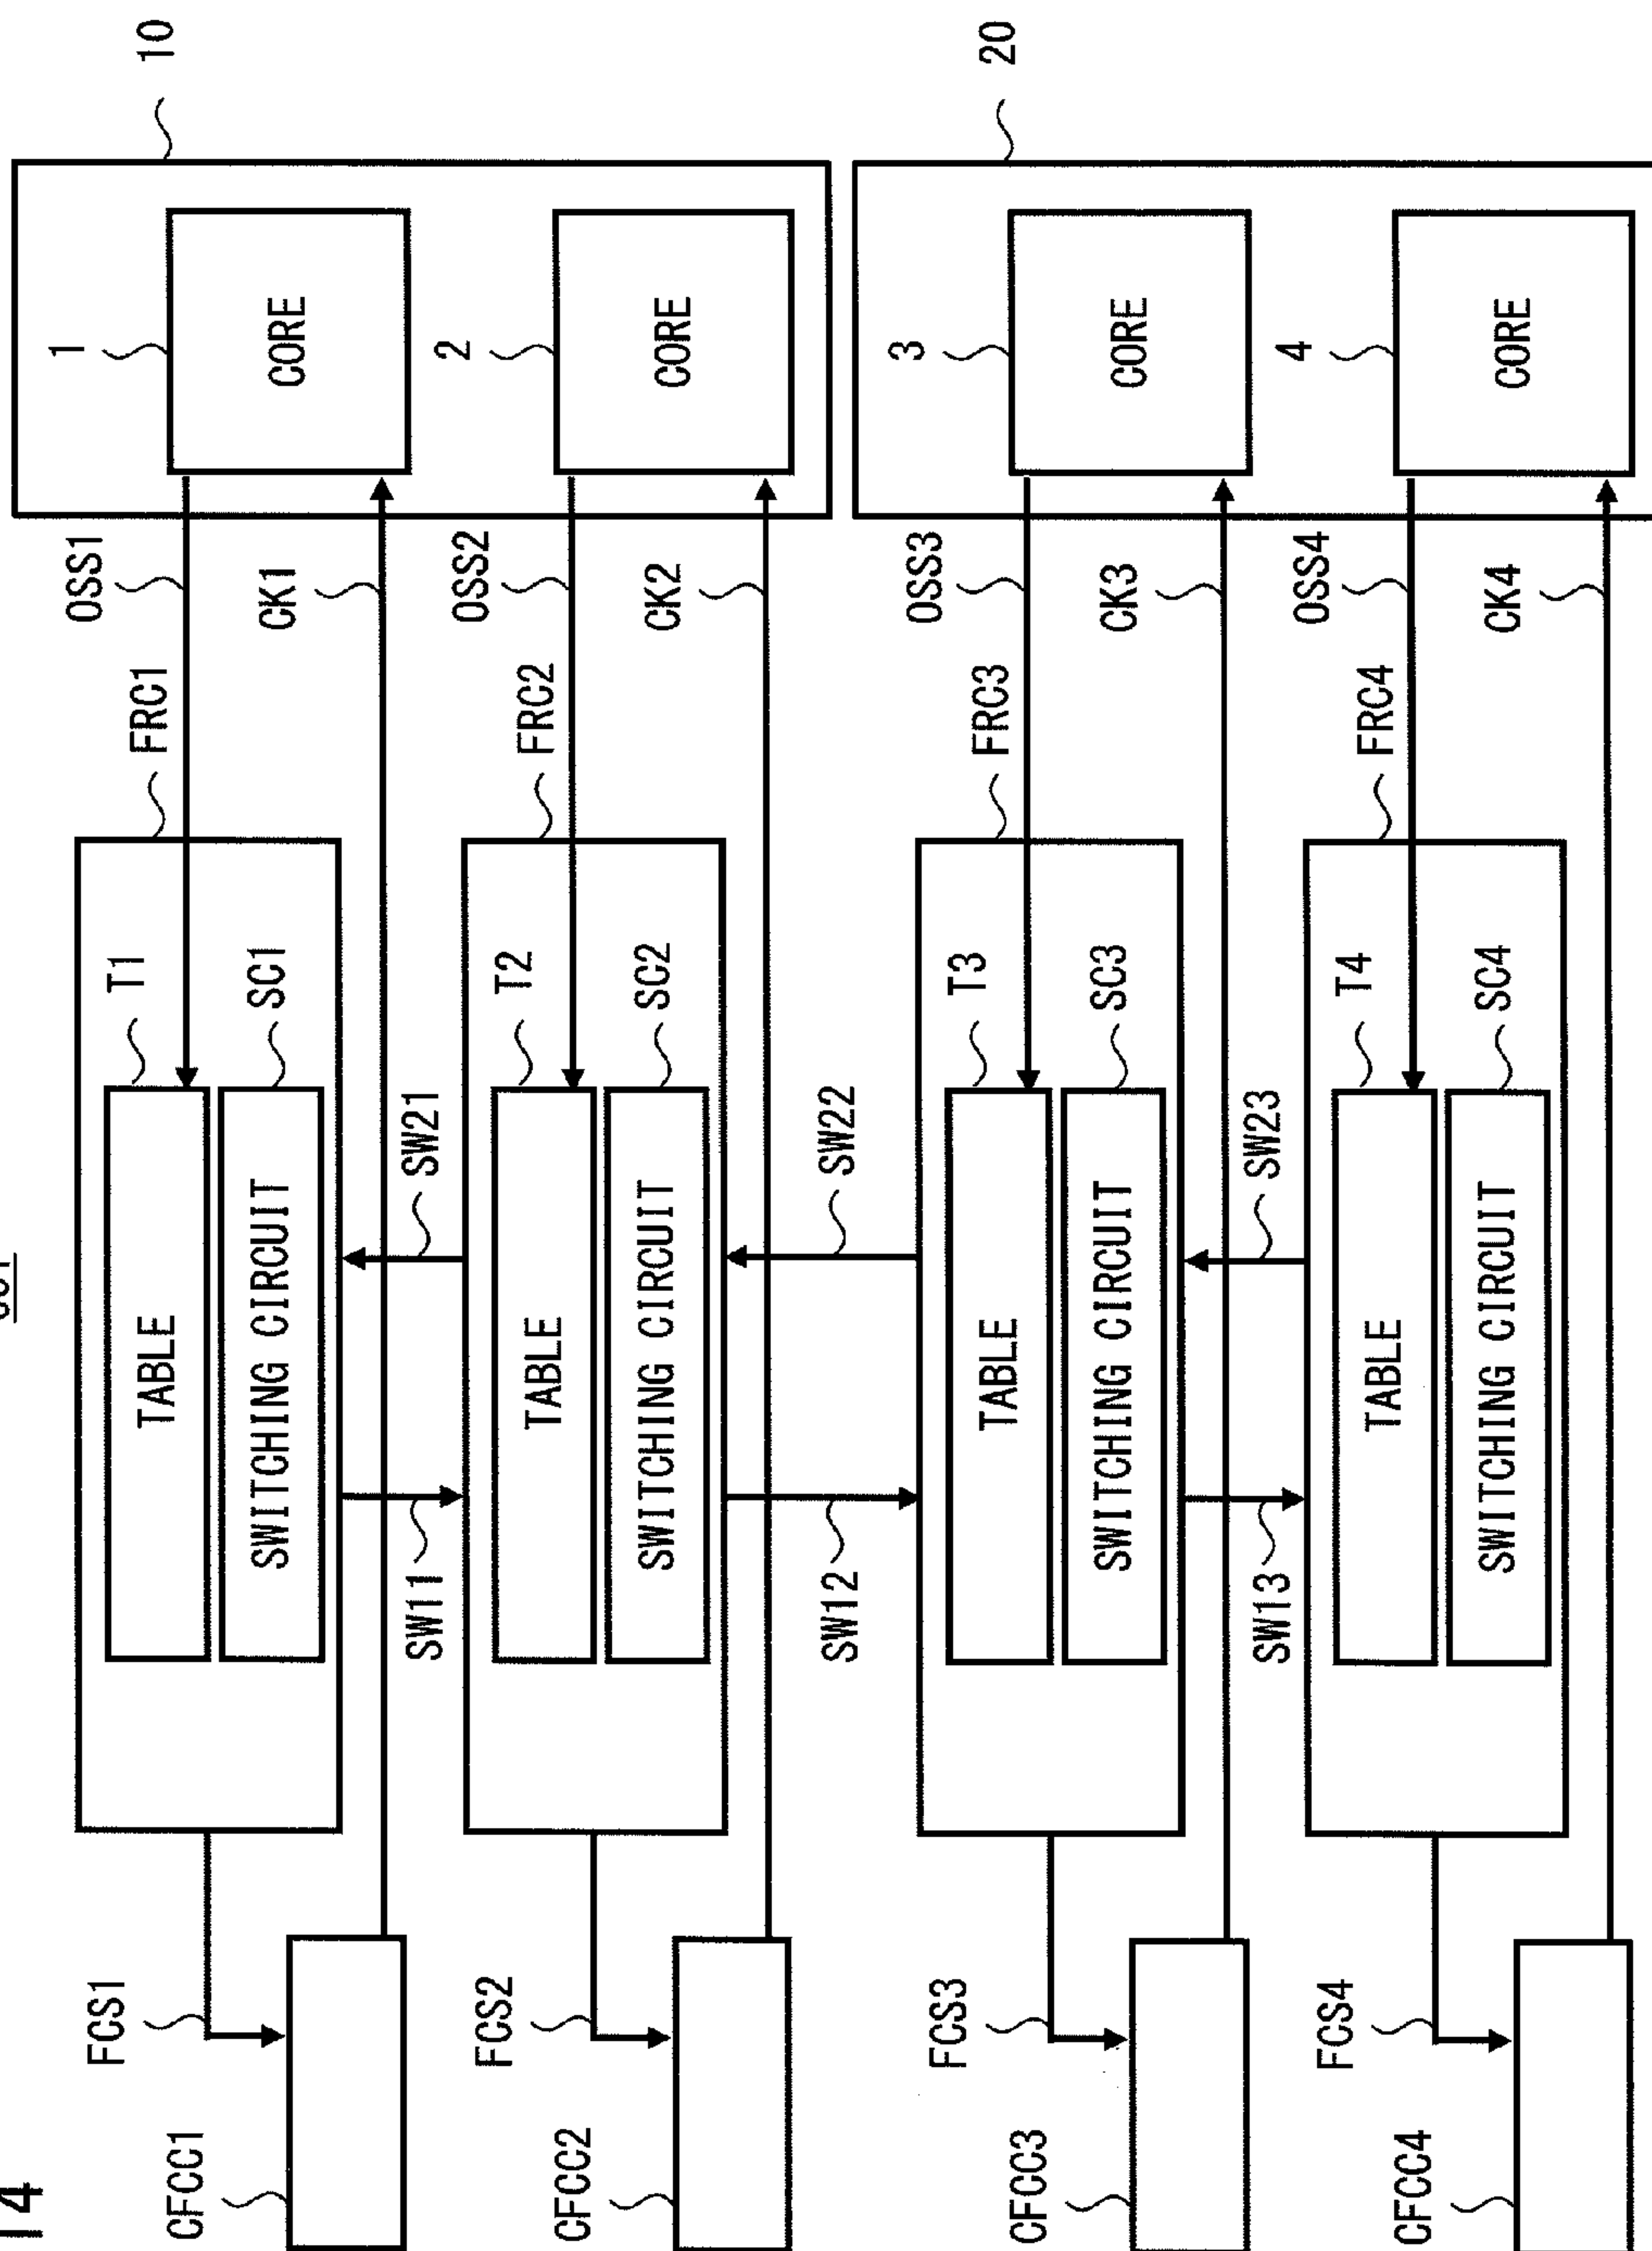 14
1
OSS1
FCS1
T1
FRC1
10
TABLE
CFCC1
SC1
SWITCHING CIRCUIT
CK1
CORE
SW21
SW11
2
OSS2
FCS2
T2
FRC2
TABLE
CFCC2
SC2
SWITCHING CIRCUIT
CK2
CORE
SW22
SW12
3
OSS3
FCS3
T3
FRC3
20
TABLE
CFCC3
SC3
SWITCHING CIRCUIT
CK3
CORE
SW23
SW13
4
OSS4
FCS4
T4
FRC4
TABLE
CFCC4
SC4
SWITCHING CIRCUIT
CK4
CORE